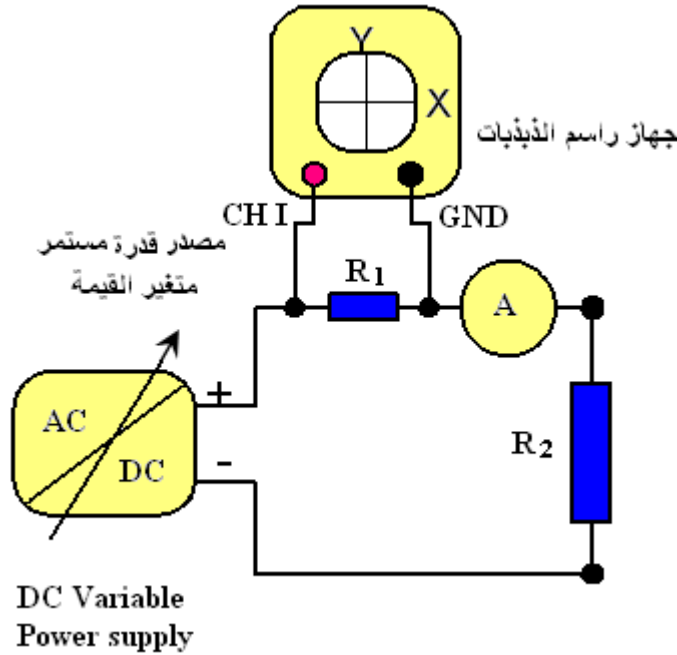 Y
X
جهاز راسم الذبذبات
CH I
GND
مصدر قدرة مستمر
متغير القيمة
R1
A
+
AC
DC
-
R2
DC Variable
Power supply